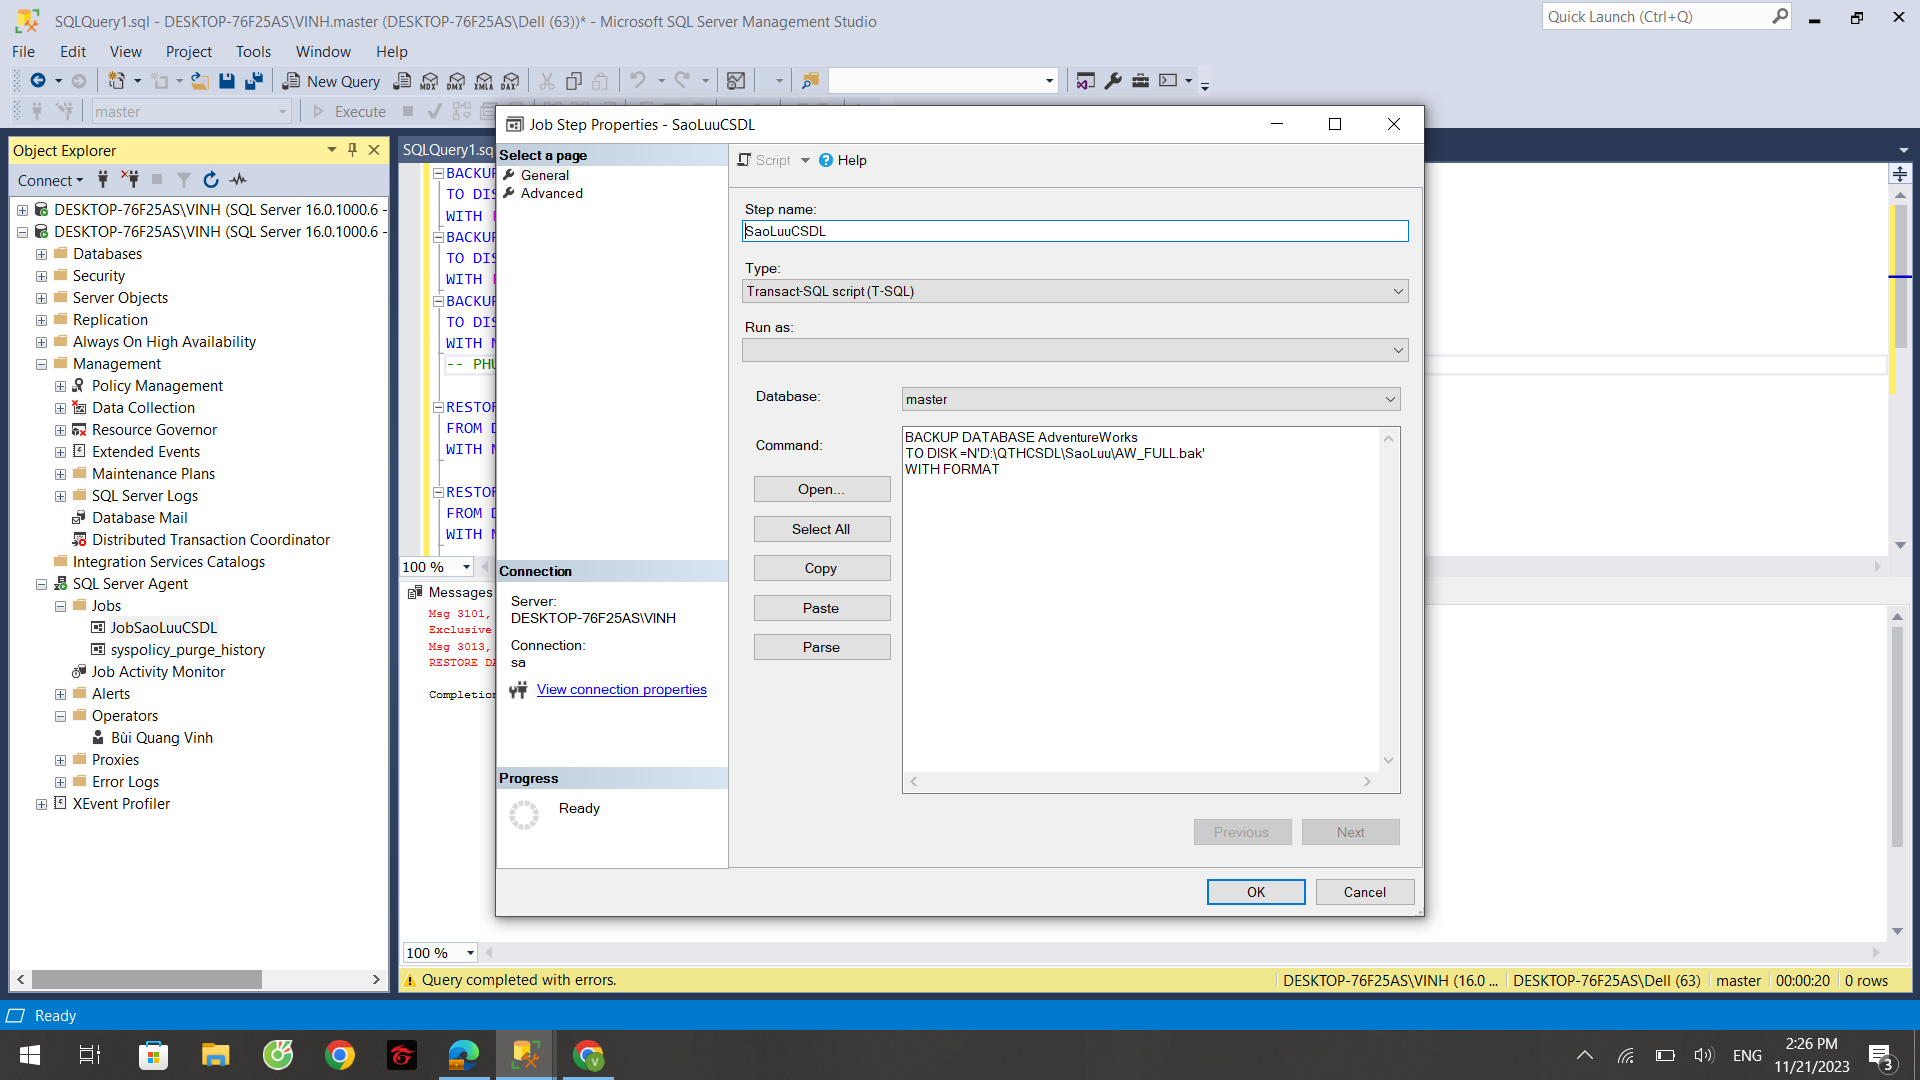 SQLQuery1.sql - DESKTOP-76F25AS\VINH.master (DESKTOP-76F25AS\Dell (63))* - Microsoft SQL Server Management Studio
Quick Launch (Ctrl+Q)
File Edit View Project Tools Window Help
New Query MDX DMX XMLA DAX
master Execute
Object Explorer
Connect
DESKTOP-76F25AS\VINH (SQL Server 16.0.1000.6 -
DESKTOP-76F25AS\VINH (SQL Server 16.0.1000.6 -
Databases
Security
Server Objects
Replication
Always On High Availability
Management
Policy Management
Data Collection
Resource Governor
Extended Events
Maintenance Plans
SQL Server Logs
Database Mail
Distributed Transaction Coordinator
Integration Services Catalogs
SQL Server Agent
Jobs
JobSaoLuuCSDL
syspolicy_purge_history
Job Activity Monitor
Alerts
Operators
Bùi Quang Vinh
Proxies
Error Logs
XEvent Profiler
SQLQuery1.sq
BACKUP
TO DIS
WITH
BACKUP
TO DIS
WITH
BACKUP
TO DIS
WITH N
-- PHU
RESTOR
FROM D
WITH N
RESTOR
FROM D
WITH N
100 %
Messages
Msg 3101,
Exclusive
Msg 3013,
RESTORE DA
Completion
100 %
Job Step Properties - SaoLuuCSDL
Select a page
General
Advanced
Connection
Server:
DESKTOP-76F25AS\VINH
Connection:
sa
View connection properties
Progress
Ready
Script Help
Step name:
SaoLuuCSDL
Type:
Transact-SQL script (T-SQL)
Run as:
Database:
master
Command:
BACKUP DATABASE AdventureWorks
TO DISK =N'D:\QTHCSDL\SaoLuu\AW_FULL.bak'
WITH FORMAT
Open...
Select All
Copy
Paste
Parse
Previous Next
OK Cancel
Query completed with errors.
DESKTOP-76F25AS\VINH (16.0 ... DESKTOP-76F25AS\Dell (63) master 00:00:20 0 rows
Ready
ENG
2:26 PM
11/21/2023
3